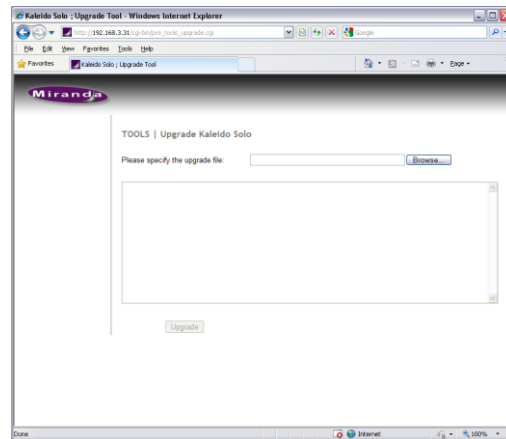 Kaleido Solo ; Upgrade Tool - Windows Internet Explorer
http://192.168.3.31/cgi-bin/pre_tools_upgrade.cgi
Google
File Edit View Favorites Tools Help
Favorites Kaleido Solo ; Upgrade Tool Page
Miranda
TOOLS | Upgrade Kaleido Solo
Please specify the upgrade file: Browse...
Upgrade
Done Internet 100%